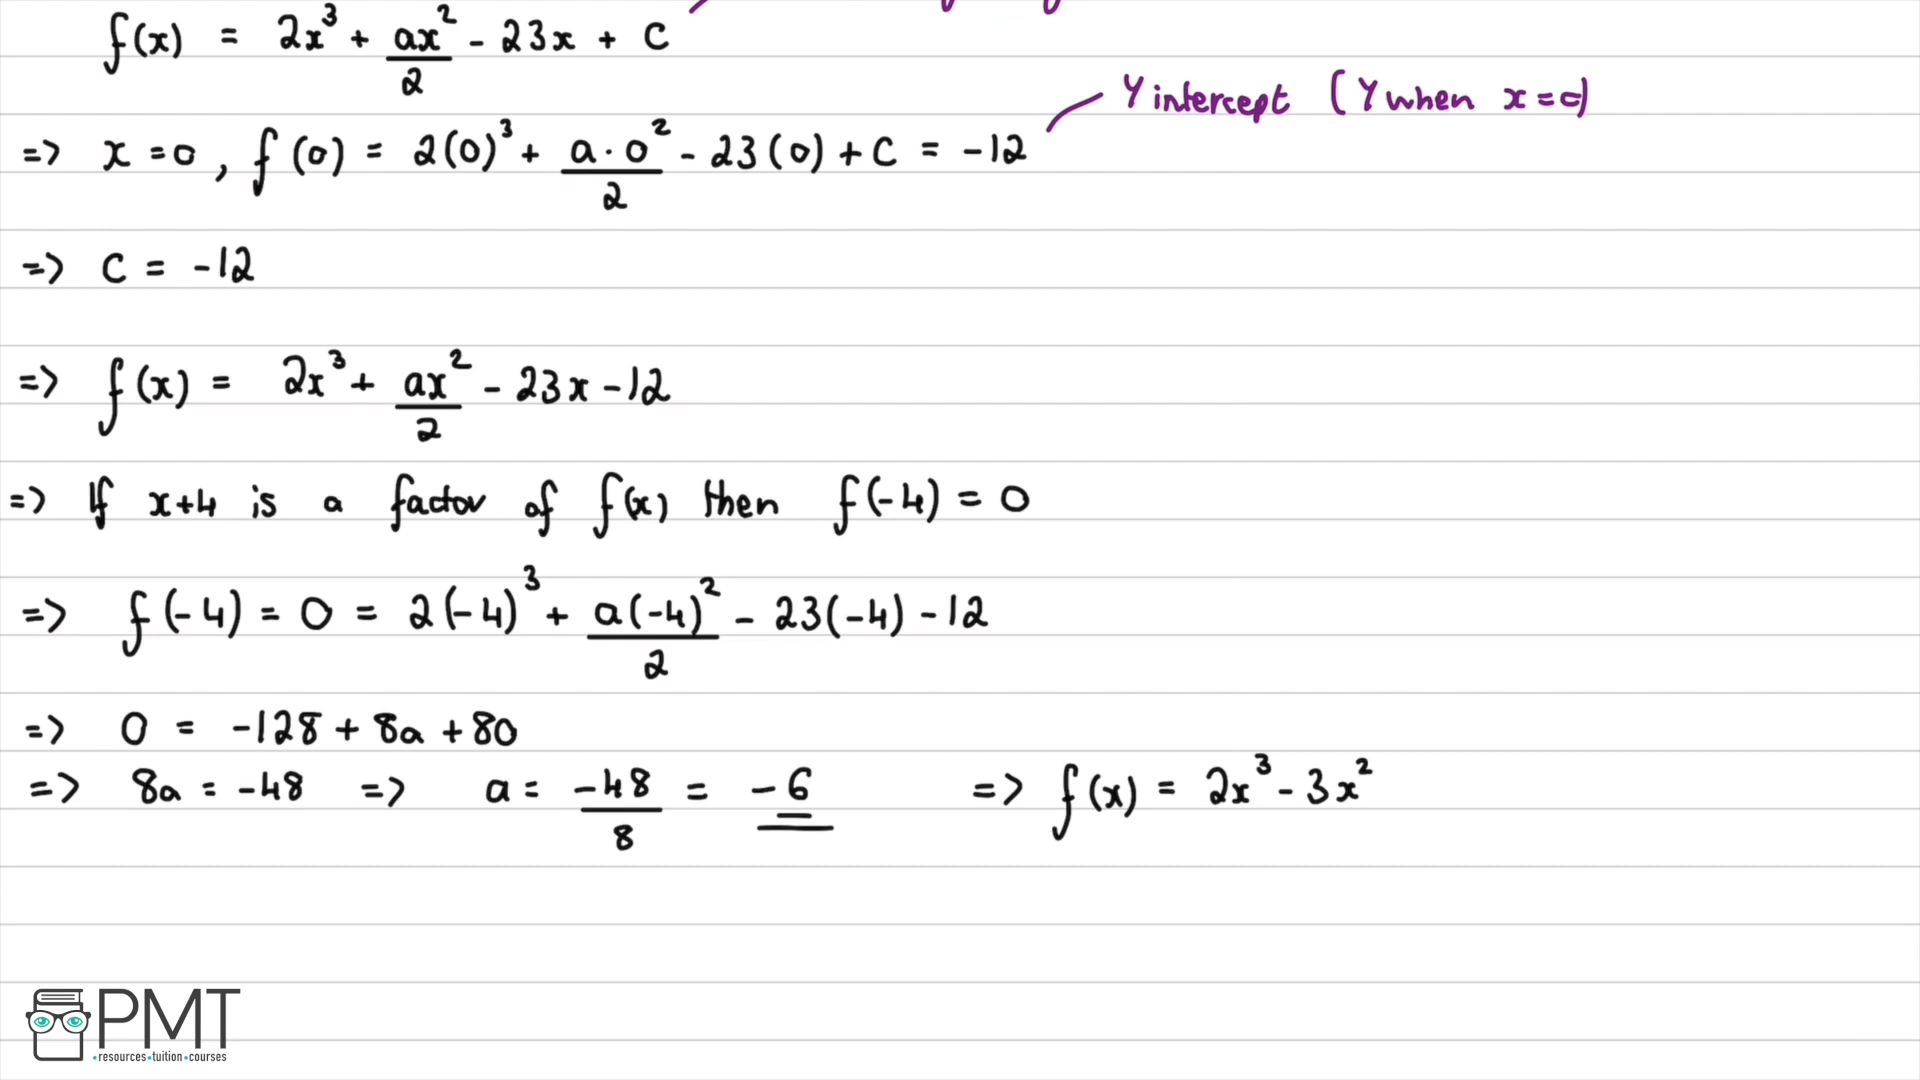 f(x) = 2x³ + ax²/2 - 23x + c
Y intercept (Y when x=0)
=> x=0, f(0) = 2(0)³ + a·0²/2 - 23(0) + c = -12
=> c = -12
=> f(x) = 2x³ + ax²/2 - 23x - 12
=> If x+4 is a factor of f(x) then f(-4) = 0
=> f(-4) = 0 = 2(-4)³ + a(-4)²/2 - 23(-4) - 12
=> 0 = -128 + 8a + 80
=> 8a = -48 => a = -48/8 = -6 => f(x) = 2x³ - 3x²
PMT
•resources•tuition•courses